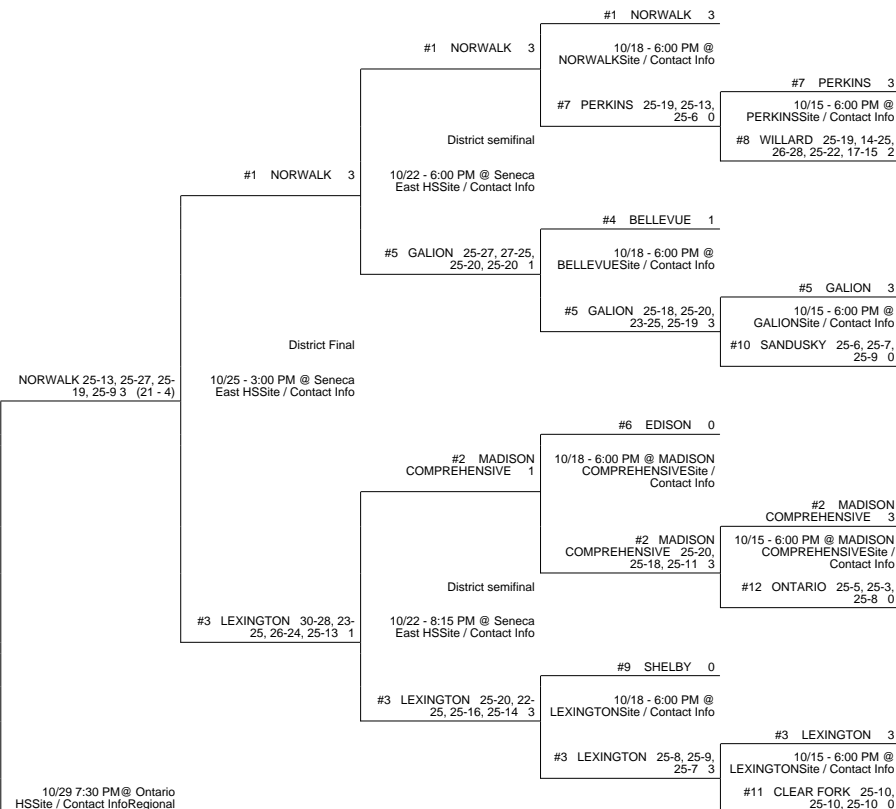 #1 NORWALK 3
10/18 - 6:00 PM @
NORWALKSite / Contact Info
#7 PERKINS 25-19, 25-13,
25-6 0
#7 PERKINS 3
10/15 - 6:00 PM @
PERKINSSite / Contact Info
#8 WILLARD 25-19, 14-25,
26-28, 25-22, 17-15 2
#1 NORWALK 3
District semifinal
10/22 - 6:00 PM @ Seneca
East HSSite / Contact Info
#5 GALION 25-27, 27-25,
25-20, 25-20 1
#4 BELLEVUE 1
10/18 - 6:00 PM @
BELLEVUESite / Contact Info
#5 GALION 25-18, 25-20,
23-25, 25-19 3
#5 GALION 3
10/15 - 6:00 PM @
GALIONSite / Contact Info
#10 SANDUSKY 25-6, 25-7,
25-9 0
#1 NORWALK 3
District Final
10/25 - 3:00 PM @ Seneca
East HSSite / Contact Info
#3 LEXINGTON 30-28, 23-
25, 26-24, 25-13 1
NORWALK 25-13, 25-27, 25-
19, 25-9 3 (21 - 4)
#6 EDISON 0
10/18 - 6:00 PM @ MADISON
COMPREHENSIVESite /
Contact Info
#2 MADISON
COMPREHENSIVE 25-20,
25-18, 25-11 3
#2 MADISON
COMPREHENSIVE 3
10/15 - 6:00 PM @ MADISON
COMPREHENSIVESite /
Contact Info
#12 ONTARIO 25-5, 25-3,
25-8 0
#2 MADISON
COMPREHENSIVE 1
District semifinal
10/22 - 8:15 PM @ Seneca
East HSSite / Contact Info
#3 LEXINGTON 25-20, 22-
25, 25-16, 25-14 3
#9 SHELBY 0
10/18 - 6:00 PM @
LEXINGTONSite / Contact Info
#3 LEXINGTON 25-8, 25-9,
25-7 3
#3 LEXINGTON 3
10/15 - 6:00 PM @
LEXINGTONSite / Contact Info
#11 CLEAR FORK 25-10,
25-10, 25-10 0
10/29 7:30 PM@ Ontario
HSSite / Contact InfoRegional